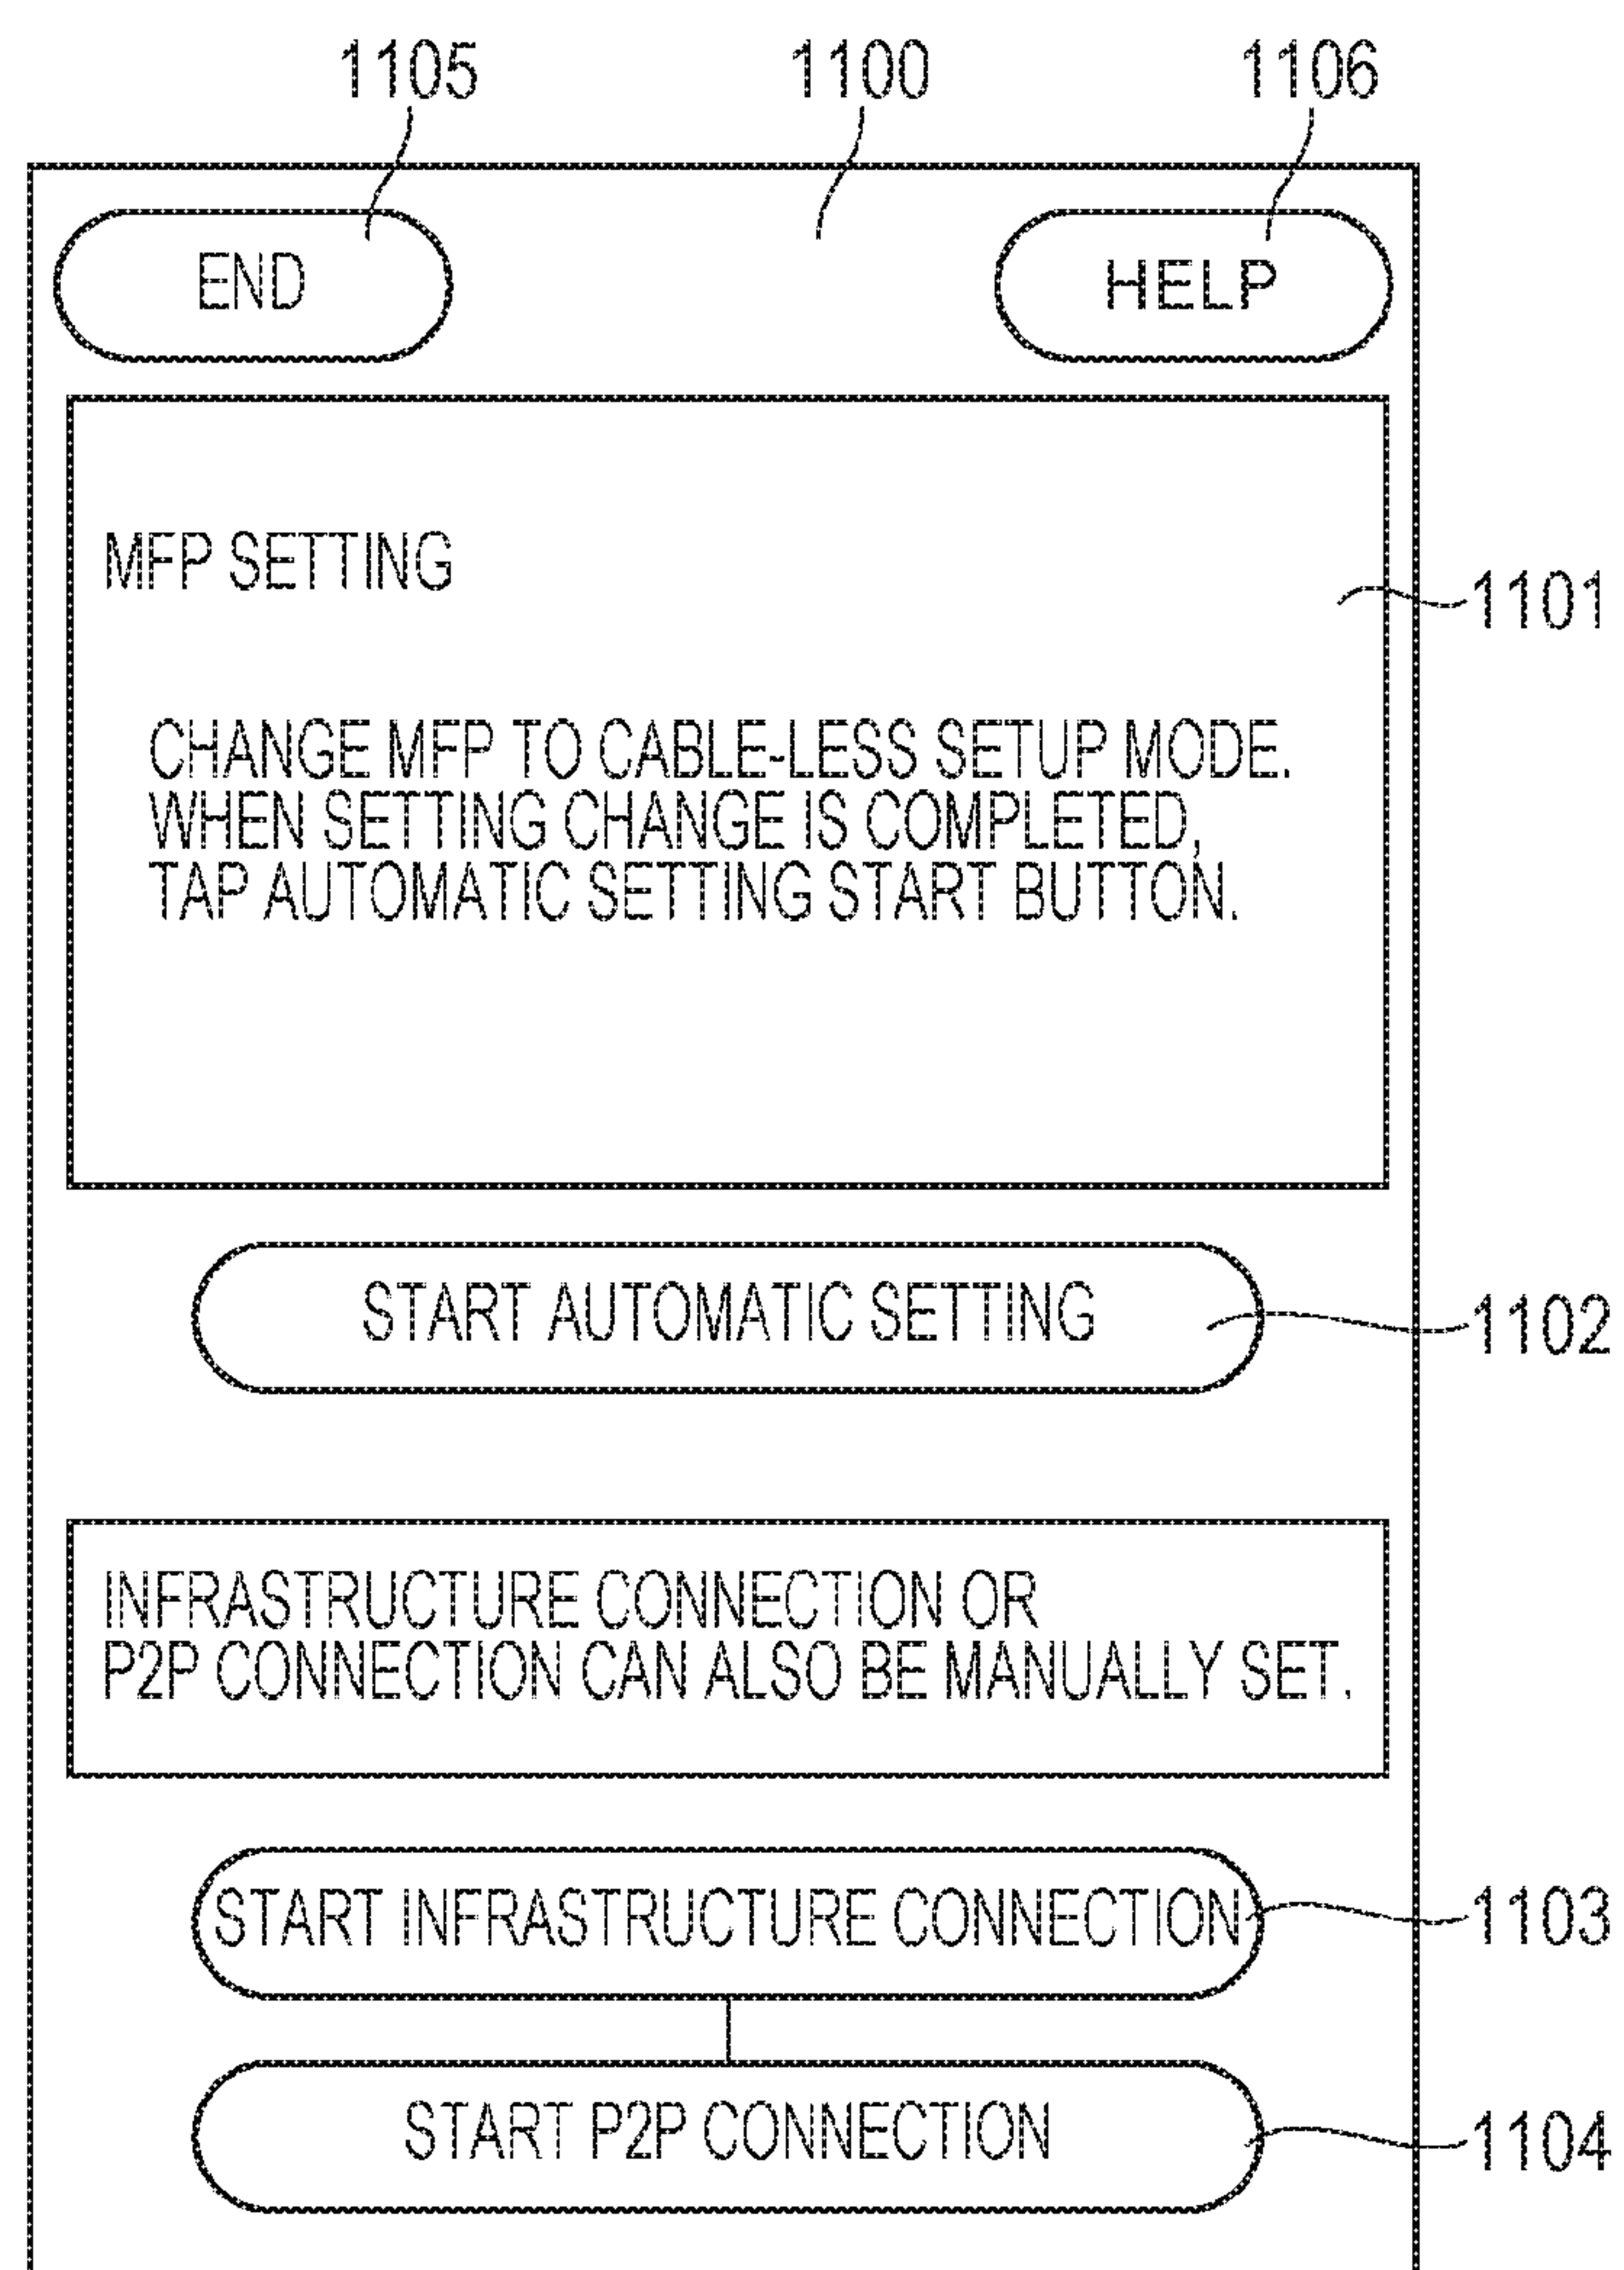 1105 1100 1106
END HELP
MFP SETTING
1101
CHANGE MFP TO CABLE-LESS SETUP MODE.
WHEN SETTING CHANGE IS COMPLETED,
TAP AUTOMATIC SETTING START BUTTON.
START AUTOMATIC SETTING 1102
INFRASTRUCTURE CONNECTION OR
P2P CONNECTION CAN ALSO BE MANUALLY SET.
START INFRASTRUCTURE CONNECTION 1103
START P2P CONNECTION 1104